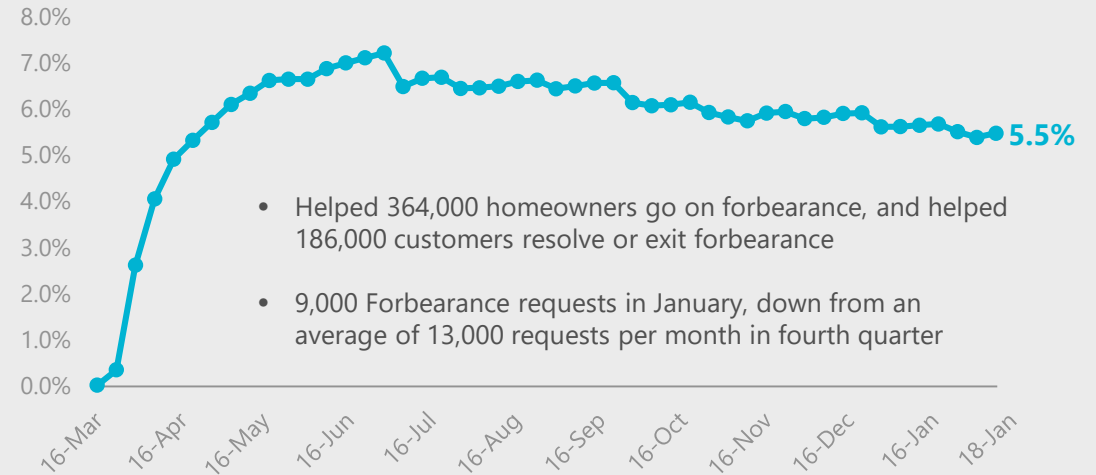 8.0%
7.0%
6.0%
5.0%
4.0%
3.0%
2.0%
1.0%
0.0%
5.5%
• Helped 364,000 homeowners go on forbearance, and helped
186,000 customers resolve or exit forbearance
• 9,000 Forbearance requests in January, down from an
average of 13,000 requests per month in fourth quarter
16-Mar
16-Apr
16-May
16-Jun
16-Jul
16-Aug
16-Sep
16-Oct
16-Nov
16-Dec
16-Jan
18-Jan